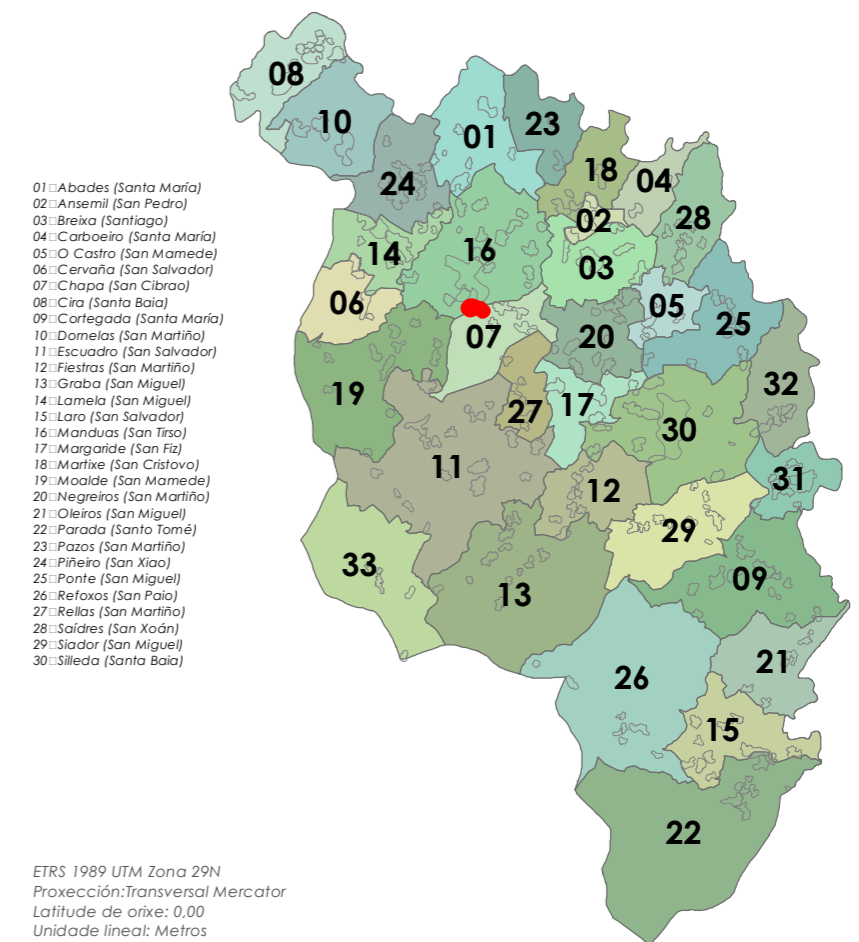 08
10
01
23
24
18
04
02
28
14
16
03
06
05
07
20
25
19
27
17
32
11
30
12
31
29
33
13
09
26
21
15
22
01□Abades (Santa María)
02□Ansemil (San Pedro)
03□Breixa (Santiago)
04□Carboeiro (Santa María)
05□O Castro (San Mamede)
06□Cervaña (San Salvador)
07□Chapa (San Cibrao)
08□Cira (Santa Baia)
09□Cortegada (Santa María)
10□Dornelas (San Martiño)
11□Escuadro (San Salvador)
12□Fiestras (San Martiño)
13□Graba (San Miguel)
14□Lamela (San Miguel)
15□Laro (San Salvador)
16□Manduas (San Tirso)
17□Margaride (San Fiz)
18□Martixe (San Cristovo)
19□Moalde (San Mamede)
20□Negreiros (San Martiño)
21□Oleiros (San Miguel)
22□Parada (Santo Tomé)
23□Pazos (San Martiño)
24□Piñeiro (San Xiao)
25□Ponte (San Miguel)
26□Refoxos (San Paio)
27□Rellas (San Martiño)
28□Saídres (San Xoán)
29□Siador (San Miguel)
30□Silleda (Santa Baia)
ETRS 1989 UTM Zona 29N
Proxección:Transversal Mercator
Latitude de orixe: 0,00
Unidade lineal: Metros